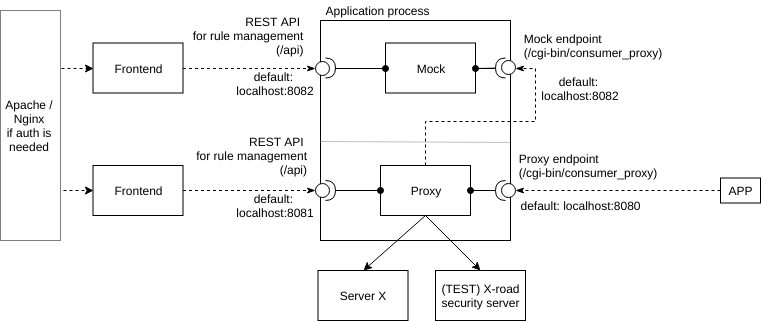 Application process
REST API
for rule management
(/api)
Mock endpoint
(/cgi-bin/consumer_proxy)
Frontend
Mock
default:
localhost:8082
default:
localhost:8082
Apache /
Nginx
if auth is
needed
REST API
for rule management
(/api)
Proxy endpoint
(/cgi-bin/consumer_proxy)
Frontend
Proxy
APP
default:
localhost:8081
default: localhost:8080
Server X
(TEST) X-road
security server